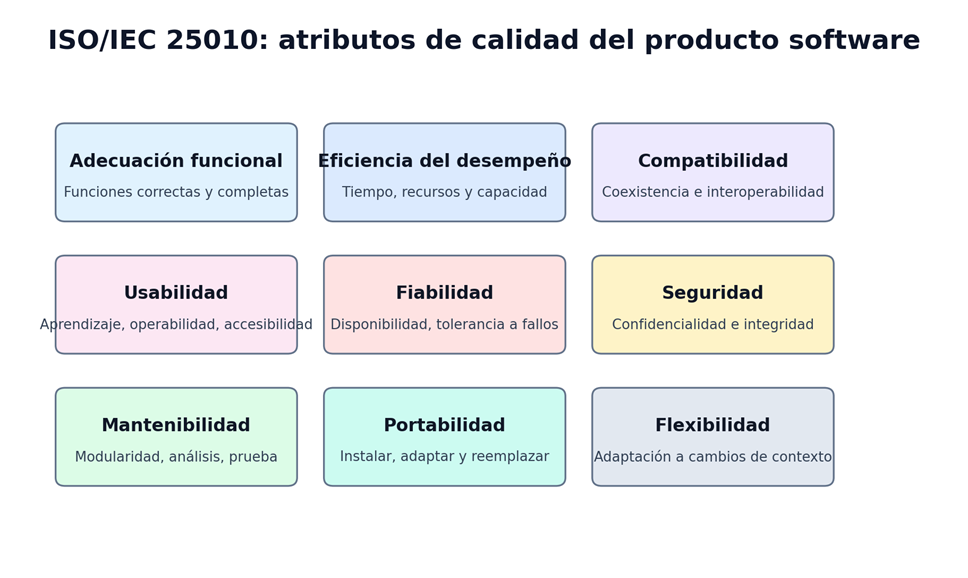 ISO/IEC 25010: atributos de calidad del producto software
Adecuación funcional
Funciones correctas y completas
Eficiencia del desempeño
Tiempo, recursos y capacidad
Compatibilidad
Coexistencia e interoperabilidad
Usabilidad
Aprendizaje, operabilidad, accesibilidad
Fiabilidad
Disponibilidad, tolerancia a fallos
Seguridad
Confidencialidad e integridad
Mantenibilidad
Modularidad, análisis, prueba
Portabilidad
Instalar, adaptar y reemplazar
Flexibilidad
Adaptación a cambios de contexto